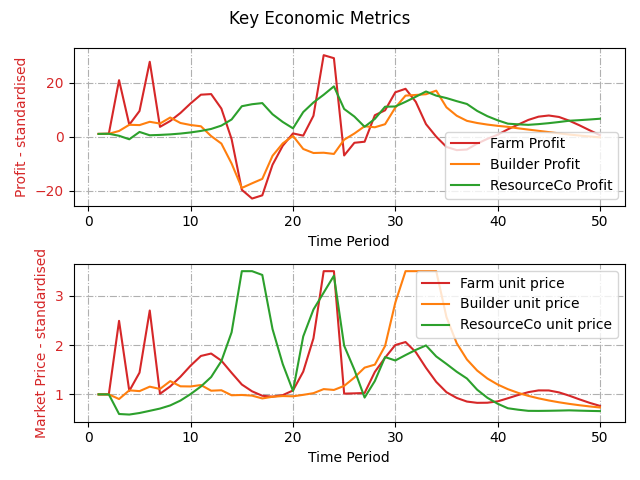 Key Economic Metrics
Profit - standardised
20
0
−20
Farm Profit
Builder Profit
ResourceCo Profit
0 10 20 30 40 50
Time Period
Market Price - standardised
3
2
1
Farm unit price
Builder unit price
ResourceCo unit price
0 10 20 30 40 50
Time Period